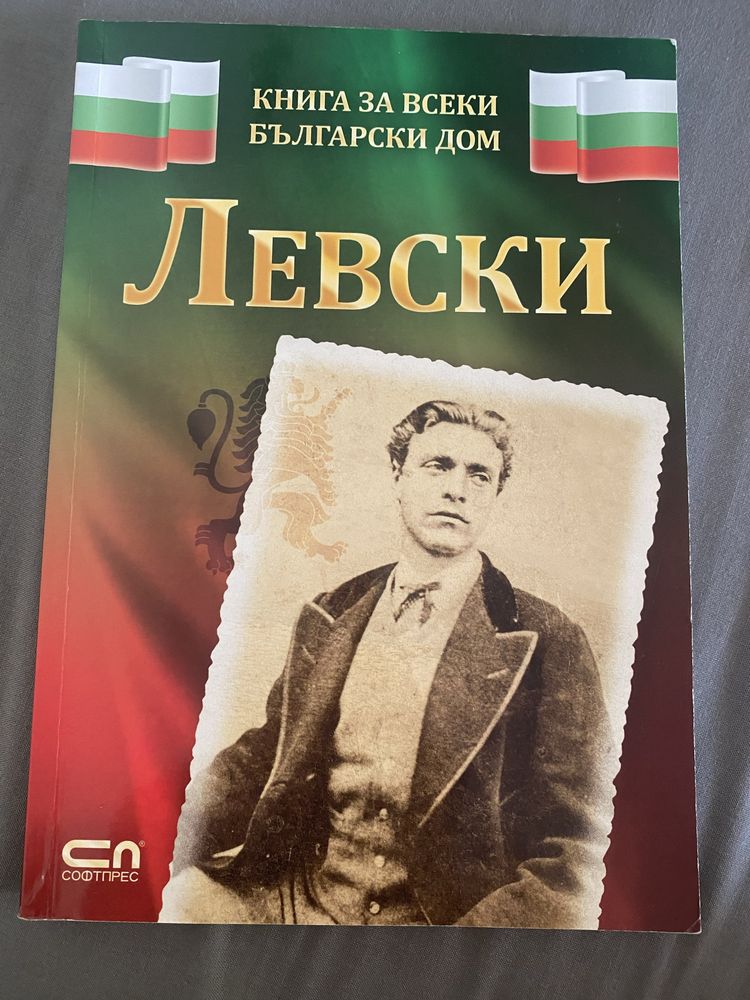 КНИГА ЗА ВСЕКИ
БЪЛГАРСКИ ДОМ
ЛЕВСКИ
СП®
СОФТПРЕС